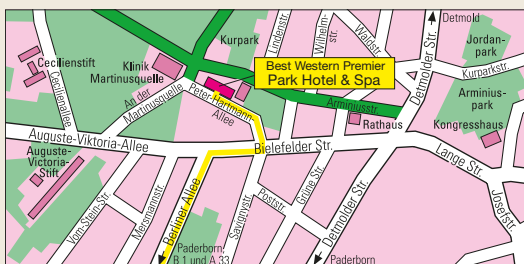 Detmold
Kurpark
Lindenstr.
Wilhelm-
str.
Waldstr.
Detmolder Str.
Jordan-
park
Cecilienstift
Cecilienallee
Klinik
Martinusquelle
Best Western Premier
Park Hotel & Spa
Kurparkstr.
An der
Martinusquelle
Peter-Hartmann-
Allee
Arminiusstr.
Arminius-
park
Rathaus
Kongresshaus
Auguste-Viktoria-Allee
Bielefelder Str.
Lange Str.
Auguste-
Victoria-
Stift
Vom-Stein-Str.
Mersmannstr.
Berliner Allee
Savignystr.
Poststr.
Grüne Str.
Detmolder Str.
Josefstr.
Paderborn,
B 1 und A 33
Paderborn